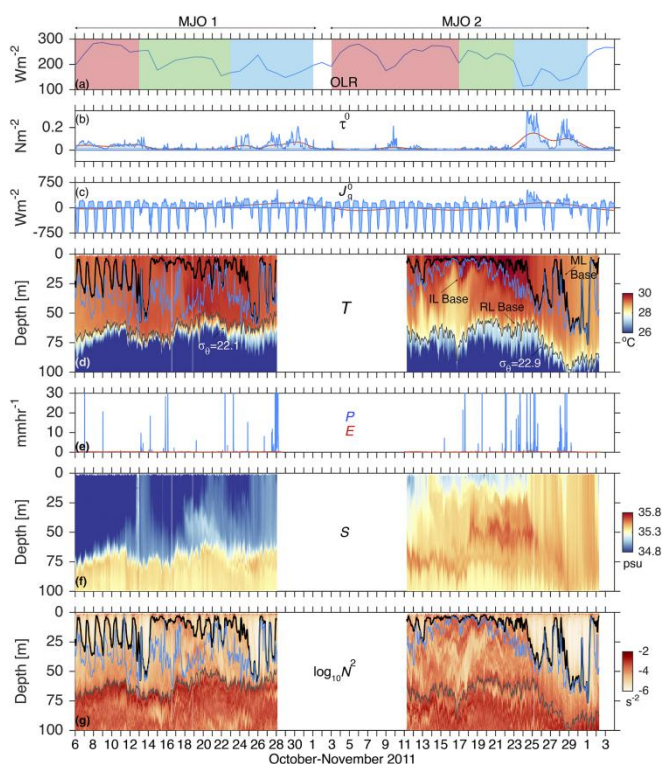 MJO 1 MJO 2
300
200
100
Wm-2
(a)
OLR
(b)
τ0
0.2
0
Nm-2
(c)
Jq0
750
0
-750
Wm-2
0
25
50
75
100
Depth [m]
(d)
T
σθ=22.1
IL Base
RL Base
ML Base
σθ=22.9
30
28
26
°C
30
20
10
0
mmhr-1
(e)
P
E
0
25
50
75
100
Depth [m]
(f)
S
35.8
35.3
34.8
psu
0
25
50
75
100
Depth [m]
(g)
log10N2
-2
-4
-6
s-2
6 8 10 12 14 16 18 20 22 24 26 28 30 1 3 5 7 9 11 13 15 17 19 21 23 25 27 29 1 3
October-November 2011